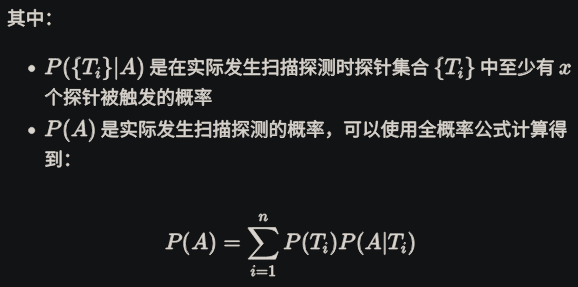 其中：
• P({T_i}|A) 是在实际发生扫描探测时探针集合 {T_i} 中至少有 x
个探针被触发的概率
• P(A) 是实际发生扫描探测的概率，可以使用全概率公式计算得
到：
P(A) = \sum_{i=1}^{n} P(T_i)P(A|T_i)